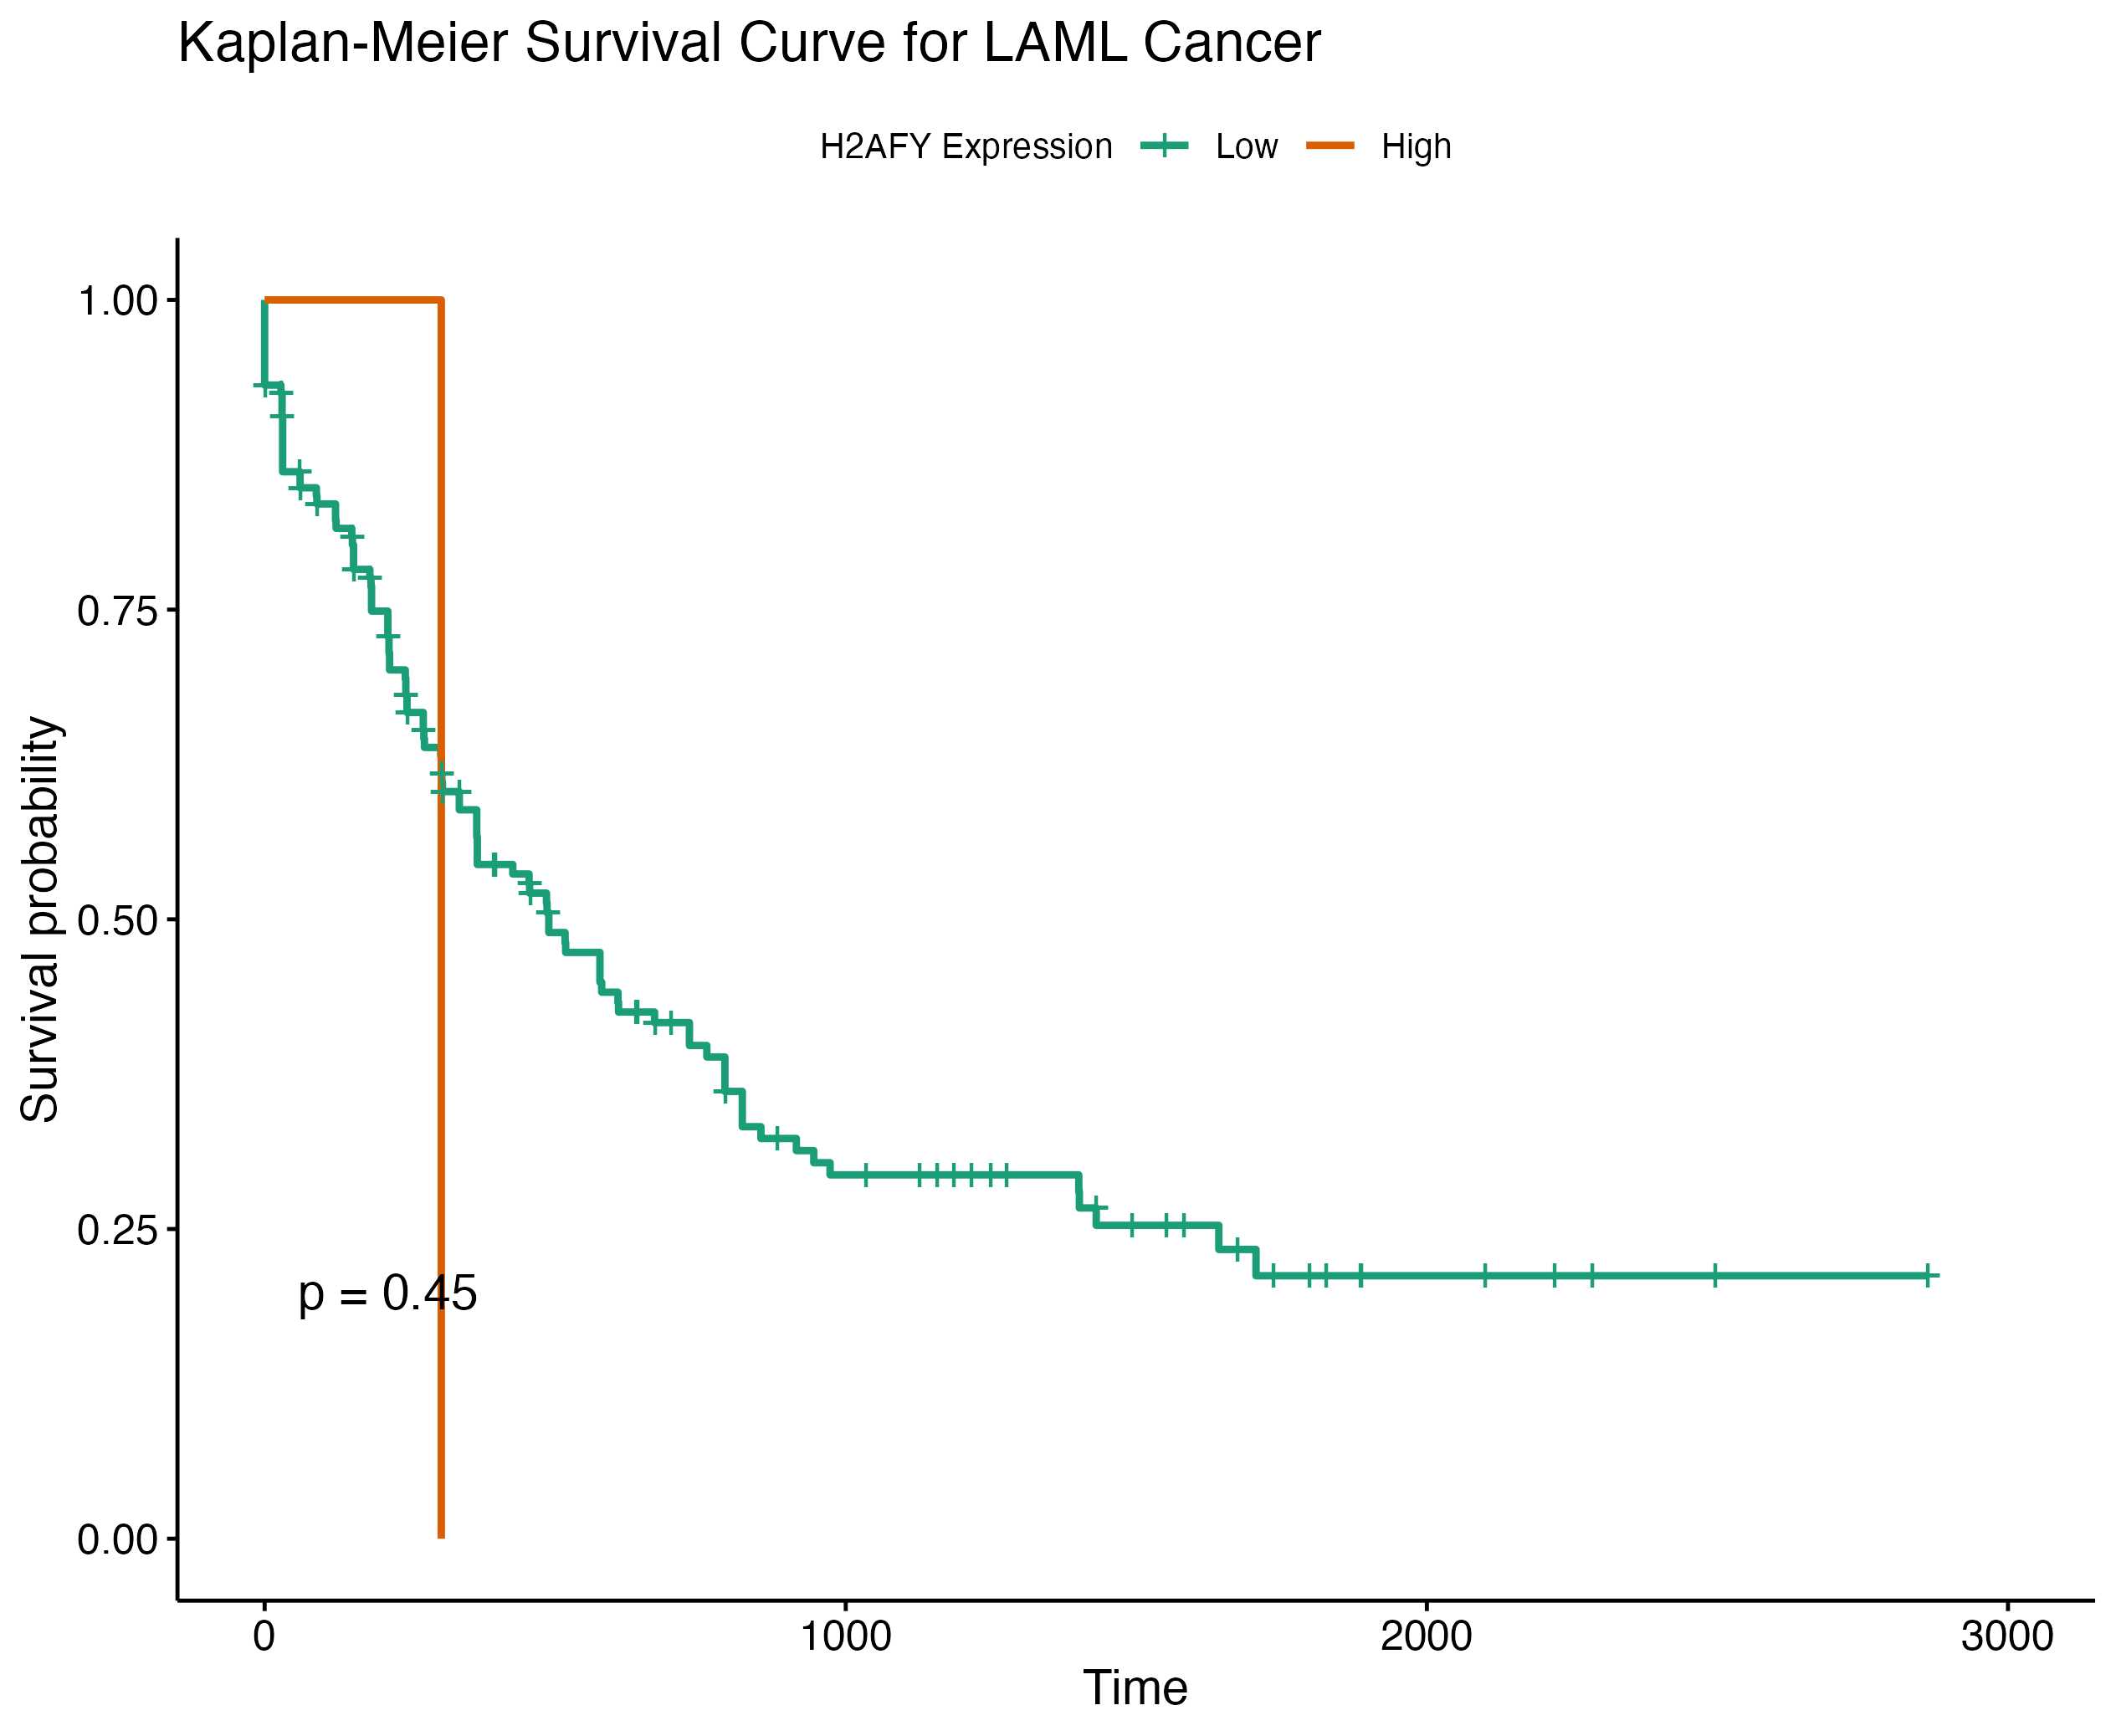 Kaplan-Meier Survival Curve for LAML Cancer
H2AFY Expression Low High
Survival probability
1.00
0.75
0.50
0.25
0.00
p = 0.45
0 1000 2000 3000
Time